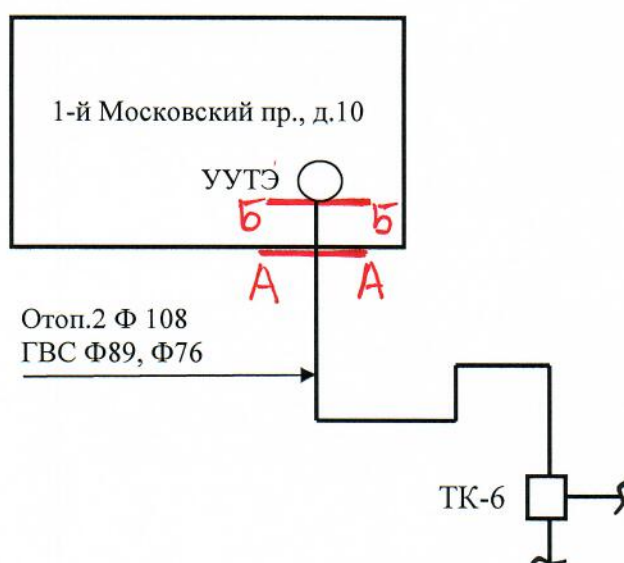 1-й Московский пр., д.10
УУТЭ
Б Б
А А
Отоп.2 Ф 108
ГВС Ф89, Ф76
ТК-6